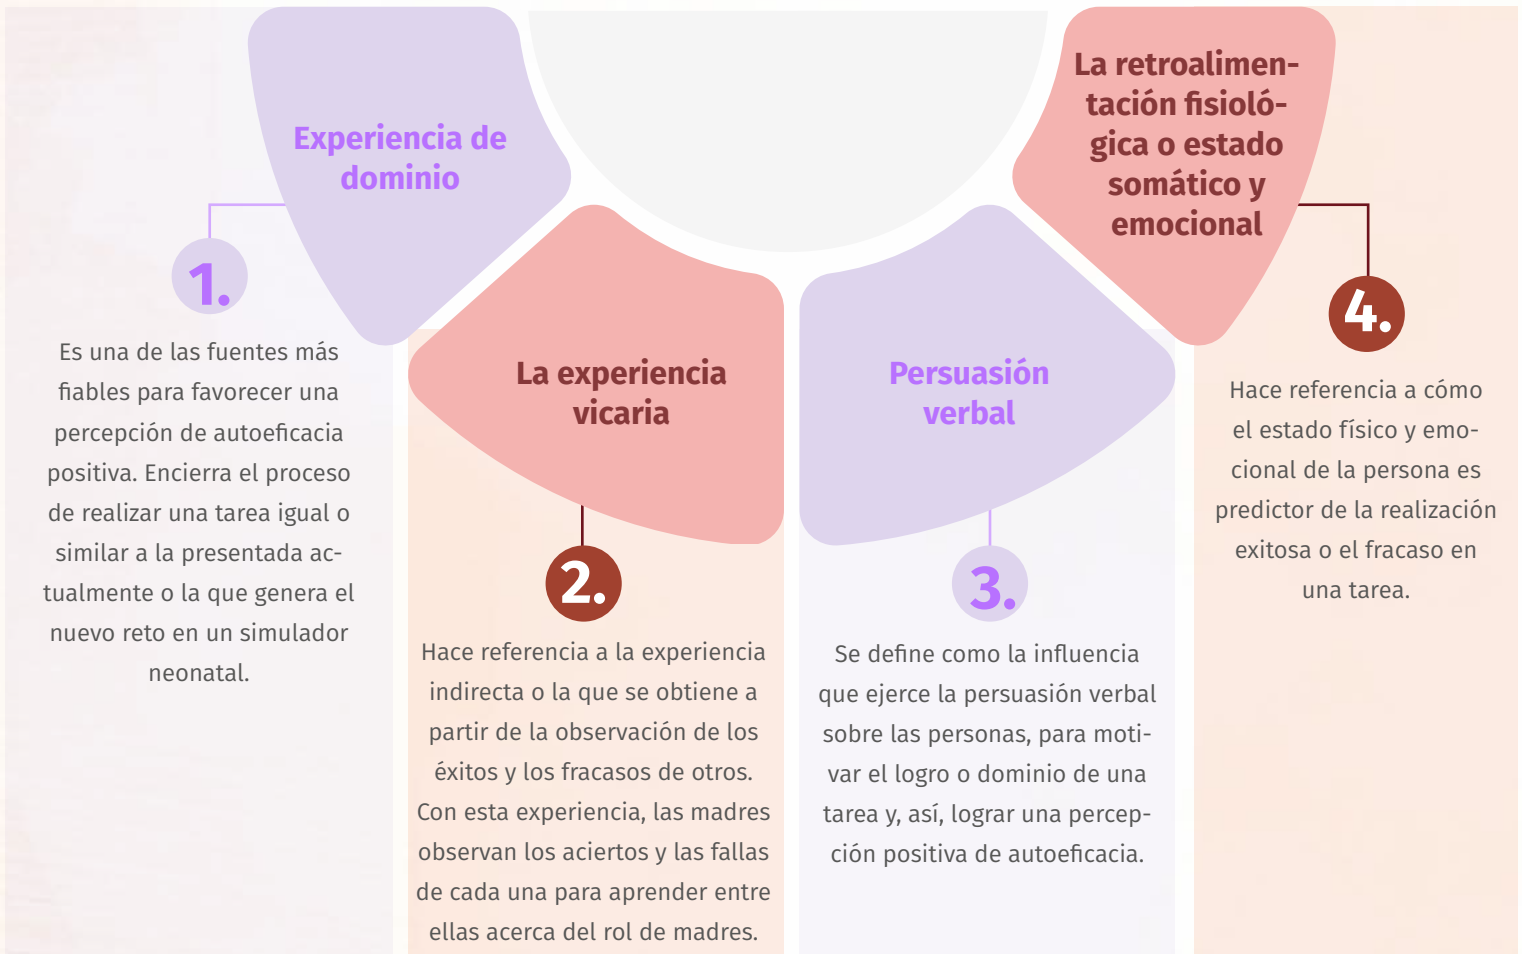 Experiencia de
dominio
1.
Es una de las fuentes más
fiables para favorecer una
percepción de autoeficacia
positiva. Encierra el proceso
de realizar una tarea igual o
similar a la presentada ac-
tualmente o la que genera el
nuevo reto en un simulador
neonatal.
La experiencia
vicaria
2.
Hace referencia a la experiencia
indirecta o la que se obtiene a
partir de la observación de los
éxitos y los fracasos de otros.
Con esta experiencia, las madres
observan los aciertos y las fallas
de cada una para aprender entre
ellas acerca del rol de madres.
Persuasión
verbal
3.
Se define como la influencia
que ejerce la persuasión verbal
sobre las personas, para moti-
var el logro o dominio de una
tarea y, así, lograr una percep-
ción positiva de autoeficacia.
La retroalimen-
tación fisioló-
gica o estado
somático y
emocional
4.
Hace referencia a cómo
el estado físico y emo-
cional de la persona es
predictor de la realización
exitosa o el fracaso en
una tarea.